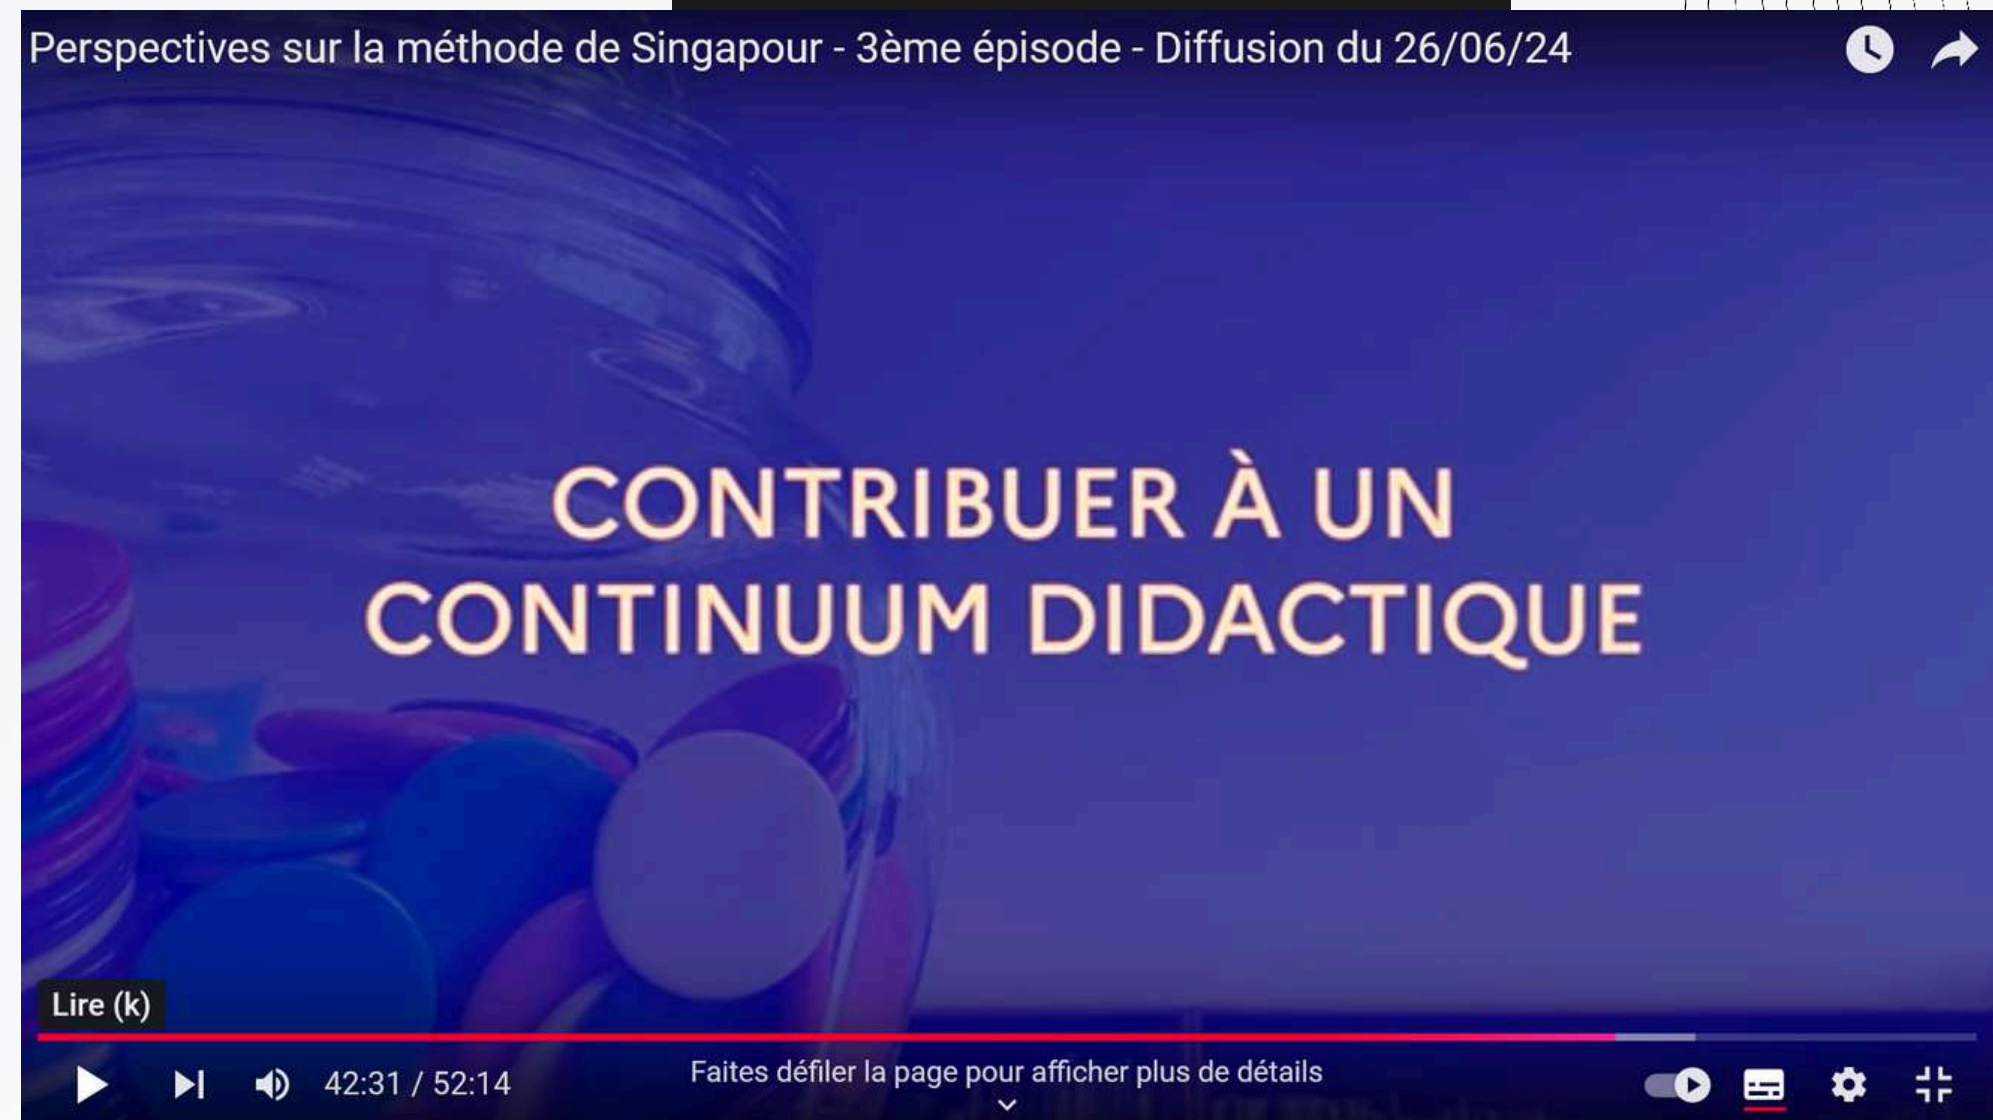 Perspectives sur la méthode de Singapour - 3ème épisode - Diffusion du 26/06/24
CONTRIBUER À UN
CONTINUUM DIDACTIQUE
Lire (k)
42:31 / 52:14
Faites défiler la page pour afficher plus de détails